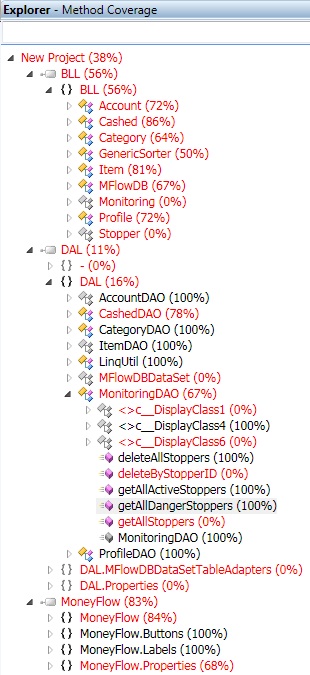 Explorer - Method Coverage
New Project (38%)
BLL (56%)
{} BLL (56%)
Account (72%)
Cashed (86%)
Category (64%)
GenericSorter (50%)
Item (81%)
MFlowDB (67%)
Monitoring (0%)
Profile (72%)
Stopper (0%)
DAL (11%)
{} - (0%)
{} DAL (16%)
AccountDAO (100%)
CashedDAO (78%)
CategoryDAO (100%)
ItemDAO (100%)
LinqUtil (100%)
MFlowDBDataSet (0%)
MonitoringDAO (67%)
<>c__DisplayClass1 (0%)
<>c__DisplayClass4 (100%)
<>c__DisplayClass6 (0%)
deleteAllStoppers (100%)
deleteByStopperID (0%)
getAllActiveStoppers (100%)
getAllDangerStoppers (100%)
getAllStoppers (0%)
MonitoringDAO (100%)
ProfileDAO (100%)
{} DAL.MFlowDBDataSetTableAdapters (0%)
{} DAL.Properties (0%)
MoneyFlow (83%)
{} MoneyFlow (84%)
{} MoneyFlow.Buttons (100%)
{} MoneyFlow.Labels (100%)
{} MoneyFlow.Properties (68%)